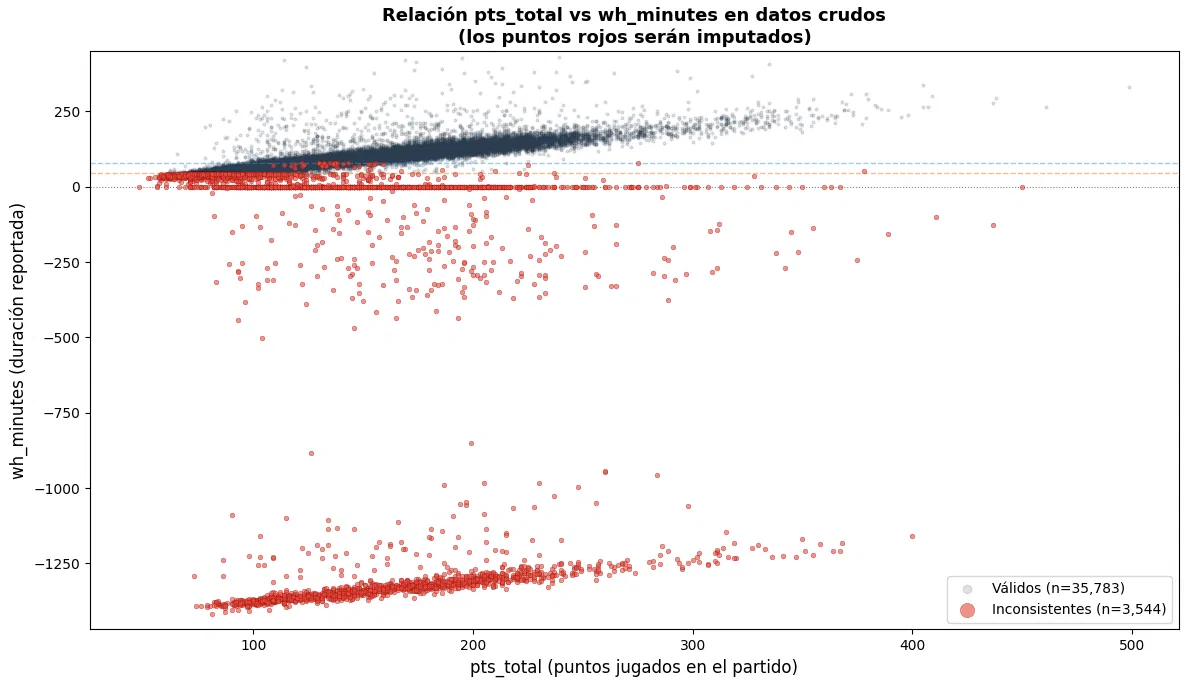 Relación pts_total vs wh_minutes en datos crudos
(los puntos rojos serán imputados)
wh_minutes (duración reportada)
250
0
−250
−500
−750
−1000
−1250
100
200
300
400
500
pts_total (puntos jugados en el partido)
Válidos (n=35,783)
Inconsistentes (n=3,544)